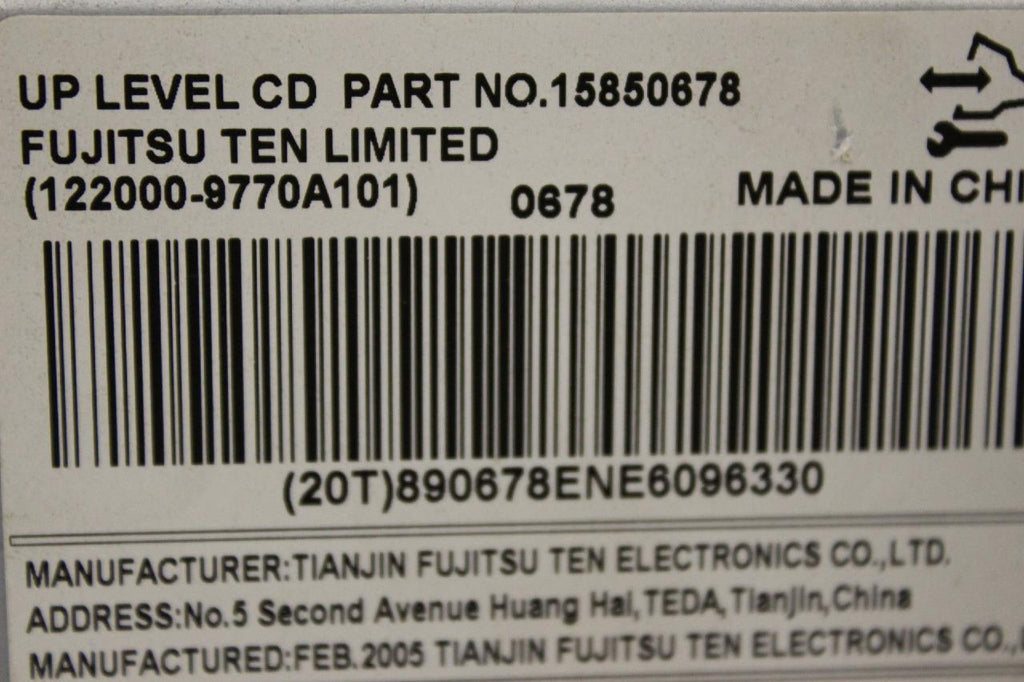 UP LEVEL CD PART NO.15850678
FUJITSU TEN LIMITED
(122000-9770A101) 0678 MADE IN CHI
(20T)890678ENE6096330
MANUFACTURER:TIANJIN FUJITSU TEN ELECTRONICS CO.,LTD.
ADDRESS:No.5 Second Avenue Huang Hai,TEDA,Tianjin,China
MANUFACTURED:FEB.2005 TIANJIN FUJITSU TEN ELECTRONICS CO.,